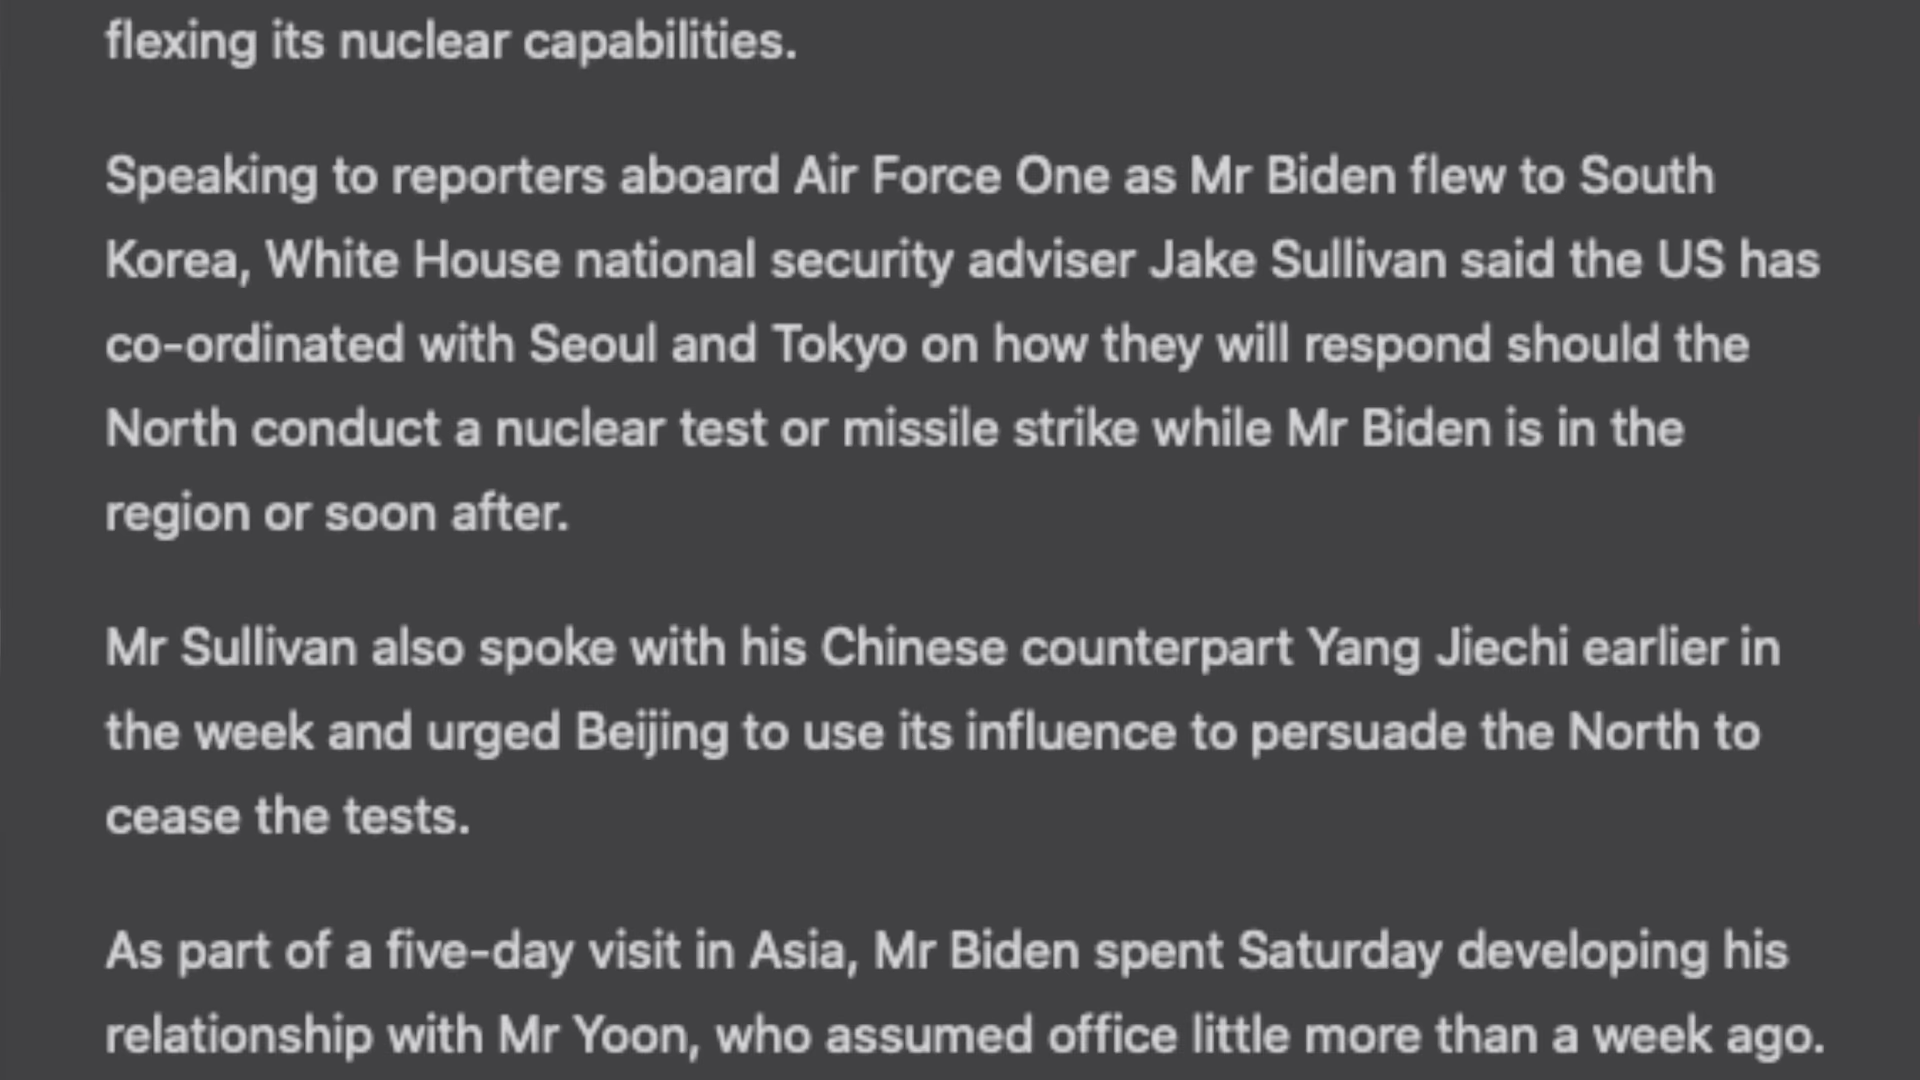 flexing its nuclear capabilities.
Speaking to reporters aboard Air Force One as Mr Biden flew to South
Korea, White House national security adviser Jake Sullivan said the US has
co-ordinated with Seoul and Tokyo on how they will respond should the
North conduct a nuclear test or missile strike while Mr Biden is in the
region or soon after.
Mr Sullivan also spoke with his Chinese counterpart Yang Jiechi earlier in
the week and urged Beijing to use its influence to persuade the North to
cease the tests.
As part of a five-day visit in Asia, Mr Biden spent Saturday developing his
relationship with Mr Yoon, who assumed office little more than a week ago.